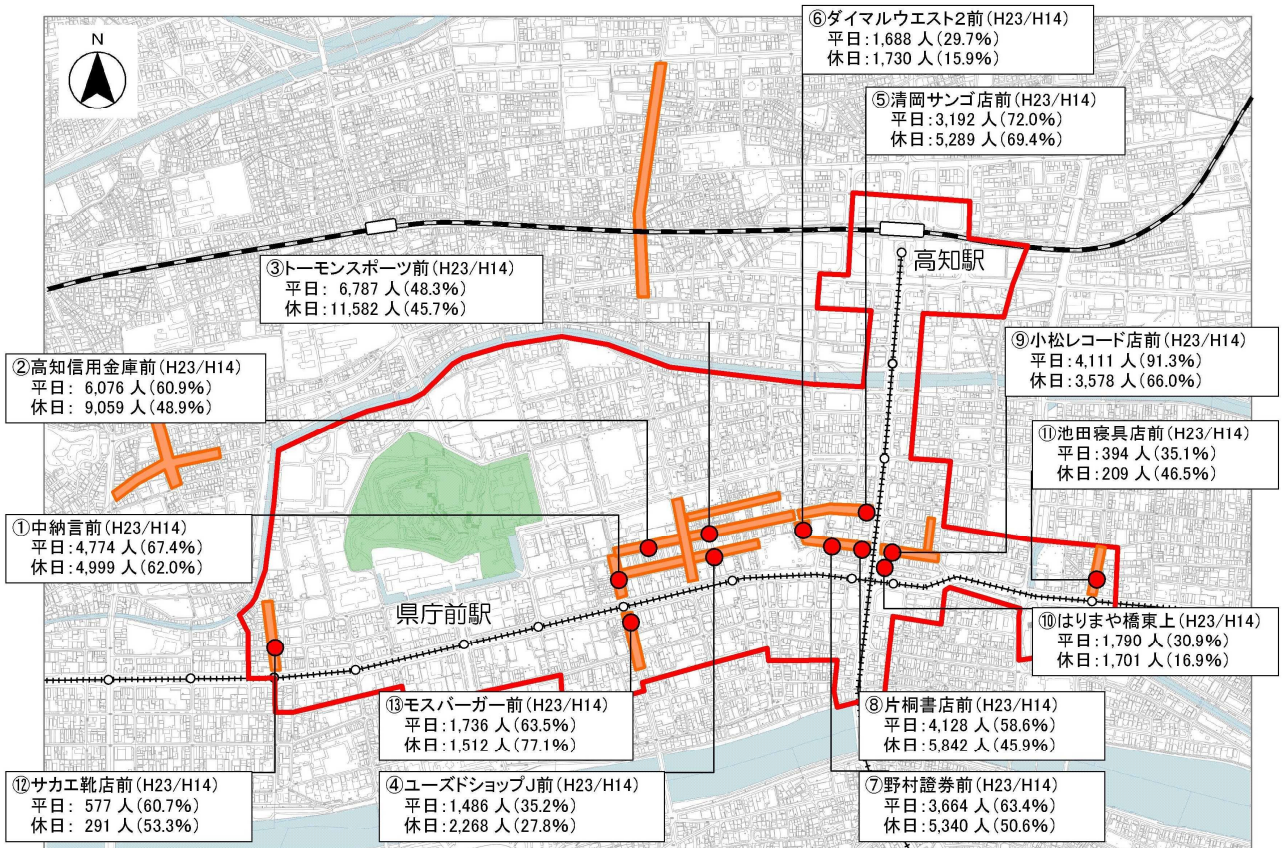 N
⑥ダイマルウエスト2前(H23/H14)
平日:1,688 人(29.7%)
休日:1,730 人(15.9%)
⑤清岡サンゴ店前(H23/H14)
平日:3,192 人(72.0%)
休日:5,289 人(69.4%)
高知駅
③トーモンスポーツ前(H23/H14)
平日: 6,787 人(48.3%)
休日:11,582 人(45.7%)
⑨小松レコード店前(H23/H14)
平日:4,111 人(91.3%)
休日:3,578 人(66.0%)
②高知信用金庫前(H23/H14)
平日: 6,076 人(60.9%)
休日: 9,059 人(48.9%)
⑪池田寝具店前(H23/H14)
平日:394 人(35.1%)
休日:209 人(46.5%)
①中納言前(H23/H14)
平日:4,774 人(67.4%)
休日:4,999 人(62.0%)
県庁前駅
⑩はりまや橋東上(H23/H14)
平日:1,790 人(30.9%)
休日:1,701 人(16.9%)
⑬モスバーガー前(H23/H14)
平日:1,736 人(63.5%)
休日:1,512 人(77.1%)
⑧片桐書店前(H23/H14)
平日:4,128 人(58.6%)
休日:5,842 人(45.9%)
⑫サカエ靴店前(H23/H14)
平日: 577 人(60.7%)
休日: 291 人(53.3%)
④ユーズドショップJ前(H23/H14)
平日:1,486 人(35.2%)
休日:2,268 人(27.8%)
⑦野村證券前(H23/H14)
平日:3,664 人(63.4%)
休日:5,340 人(50.6%)